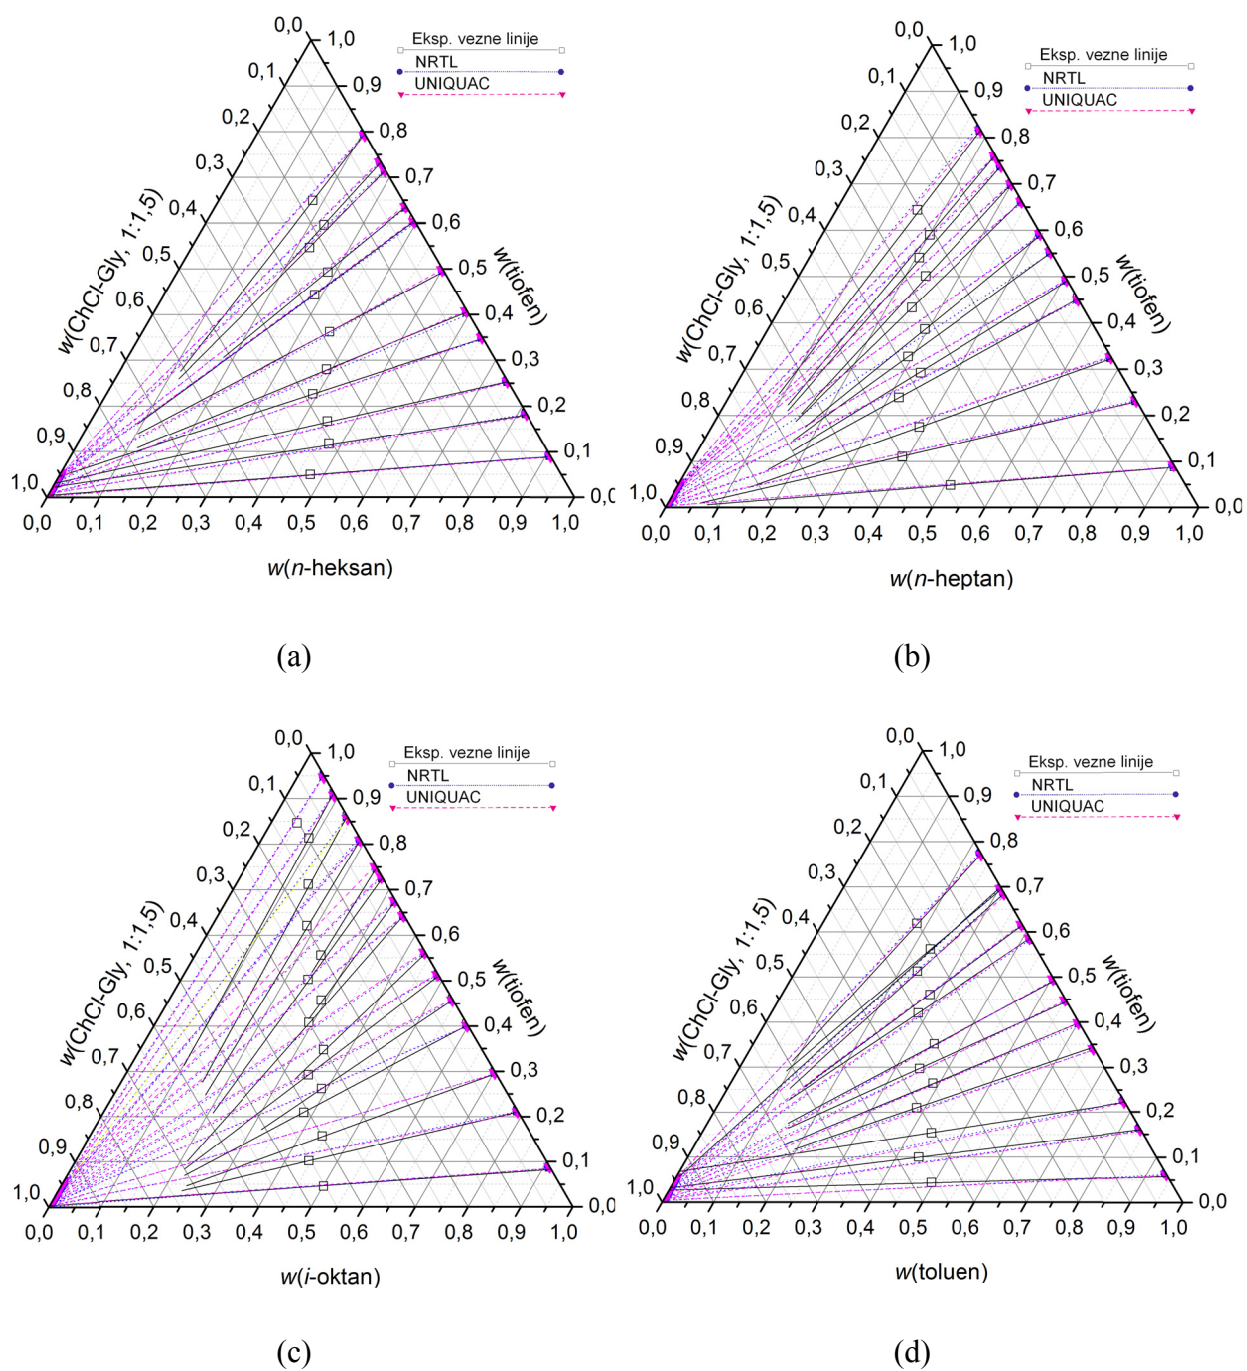 0,0
1,0
Eksp. vezne linije
NRTL
UNIQUAC
0,1
0,9
0,2
0,8
0,3
0,7
0,4
0,6
0,5
0,5
0,6
0,4
0,7
0,3
0,8
0,2
0,9
0,1
1,0
0,0
w(ChCl-Gly, 1:1,5)
w(tiofen)
0,0 0,1 0,2 0,3 0,4 0,5 0,6 0,7 0,8 0,9 1,0
w(n-heksan)
(a)
0,0
1,0
Eksp. vezne linije
NRTL
UNIQUAC
0,1
0,9
0,2
0,8
0,3
0,7
0,4
0,6
0,5
0,5
0,6
0,4
0,7
0,3
0,8
0,2
0,9
0,1
1,0
0,0
w(ChCl-Gly, 1:1,5)
w(tiofen)
0,0 0,1 0,2 0,3 0,4 0,5 0,6 0,7 0,8 0,9 1,0
w(n-heptan)
(b)
0,0
1,0
Eksp. vezne linije
NRTL
UNIQUAC
0,1
0,9
0,2
0,8
0,3
0,7
0,4
0,6
0,5
0,5
0,6
0,4
0,7
0,3
0,8
0,2
0,9
0,1
1,0
0,0
w(ChCl-Gly, 1:1,5)
w(tiofen)
0,0 0,1 0,2 0,3 0,4 0,5 0,6 0,7 0,8 0,9 1,0
w(i-oktan)
(c)
0,0
1,0
Eksp. vezne linije
NRTL
UNIQUAC
0,1
0,9
0,2
0,8
0,3
0,7
0,4
0,6
0,5
0,5
0,6
0,4
0,7
0,3
0,8
0,2
0,9
0,1
1,0
0,0
w(ChCl-Gly, 1:1,5)
w(tiofen)
0,0 0,1 0,2 0,3 0,4 0,5 0,6 0,7 0,8 0,9 1,0
w(toluen)
(d)